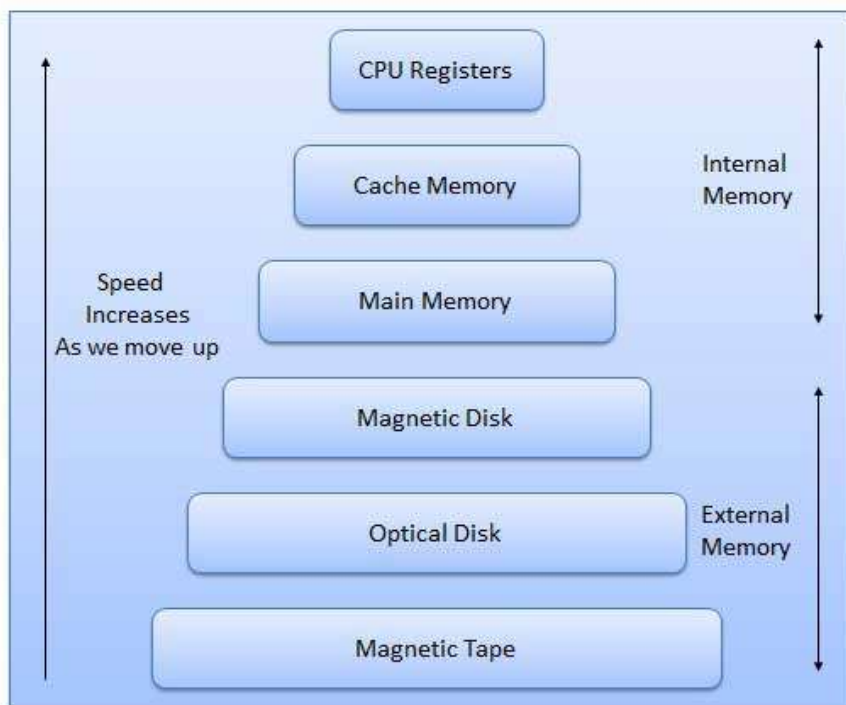 CPU Registers
Cache Memory
Internal
Memory
Speed
Increases
As we move up
Main Memory
Magnetic Disk
Optical Disk
External
Memory
Magnetic Tape